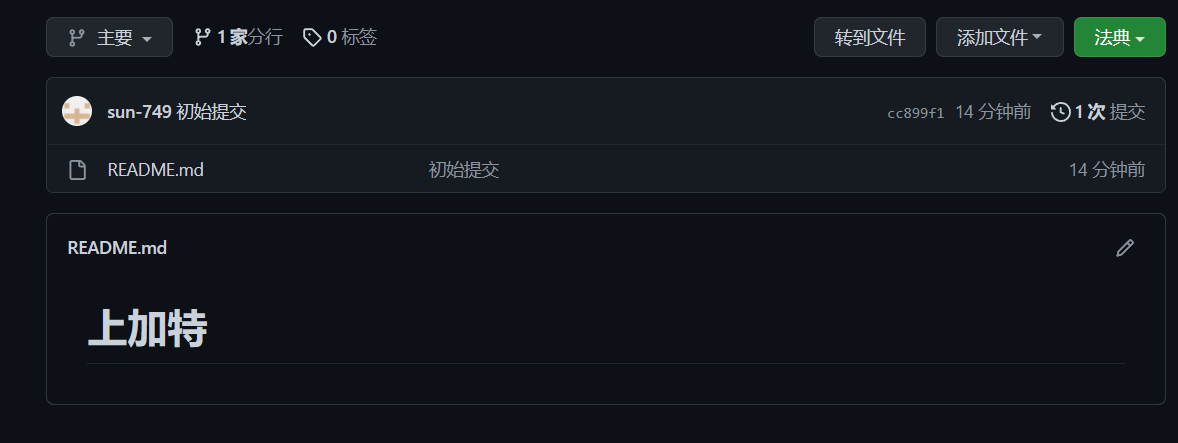 主要 1 家分行 0 标签 转到文件 添加文件 法典
sun-749 初始提交 cc899f1 14 分钟前 1 次 提交
README.md 初始提交 14 分钟前
README.md
上加特